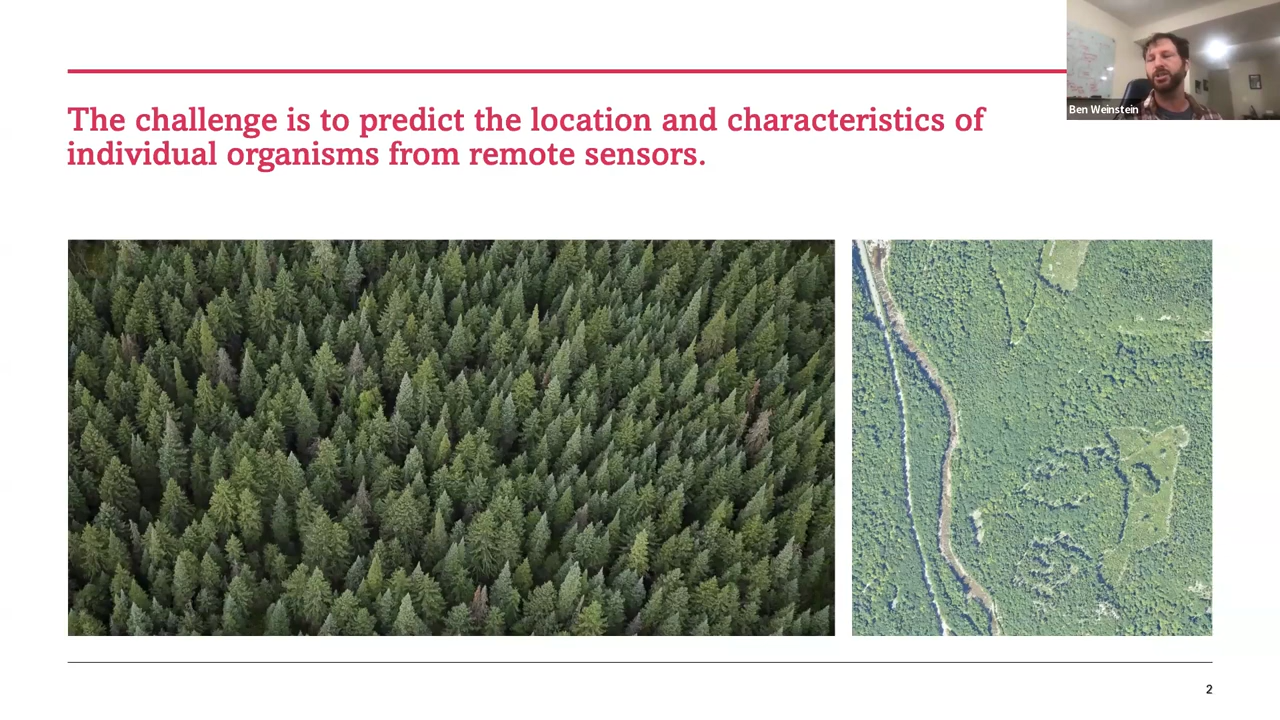 The challenge is to predict the location and characteristics of
individual organisms from remote sensors.
Ben Weinstein
2